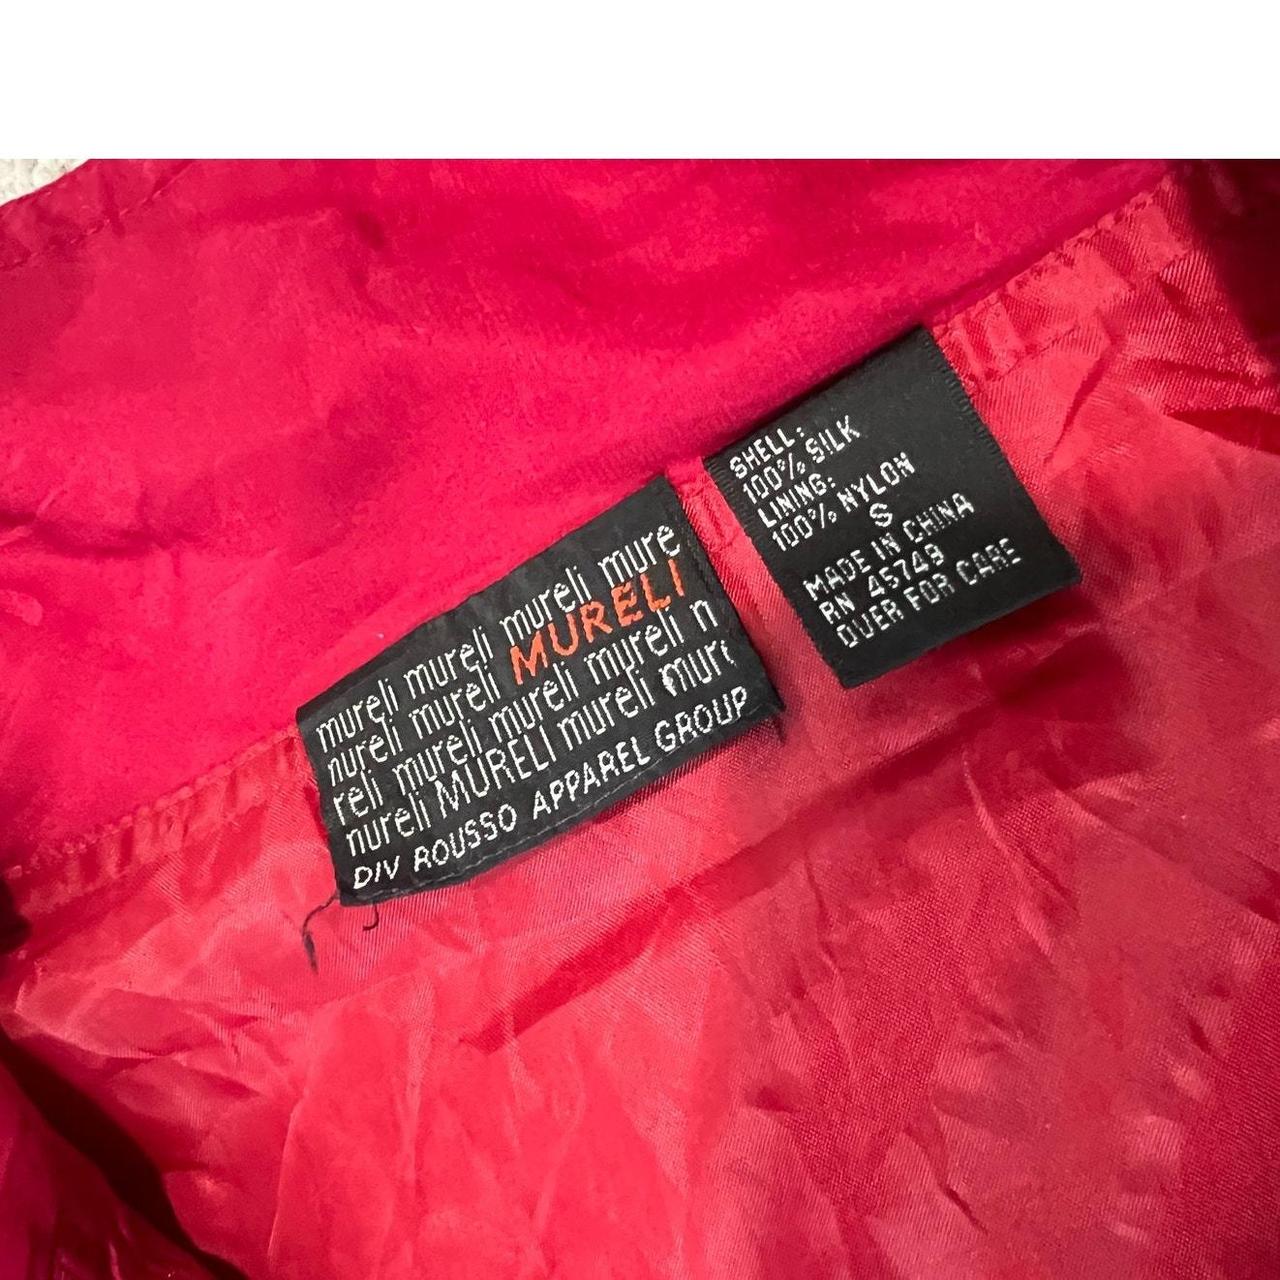 mureli mureli mureli mure
nureli mureli MURELI
reli mureli mureli mureli n
nureli MURELI mureli mure
DIV ROUSSO APPAREL GROUP
SHELL:
100% SILK
LINING:
100% NYLON
S
MADE IN CHINA
RN 45749
OVER FOR CARE